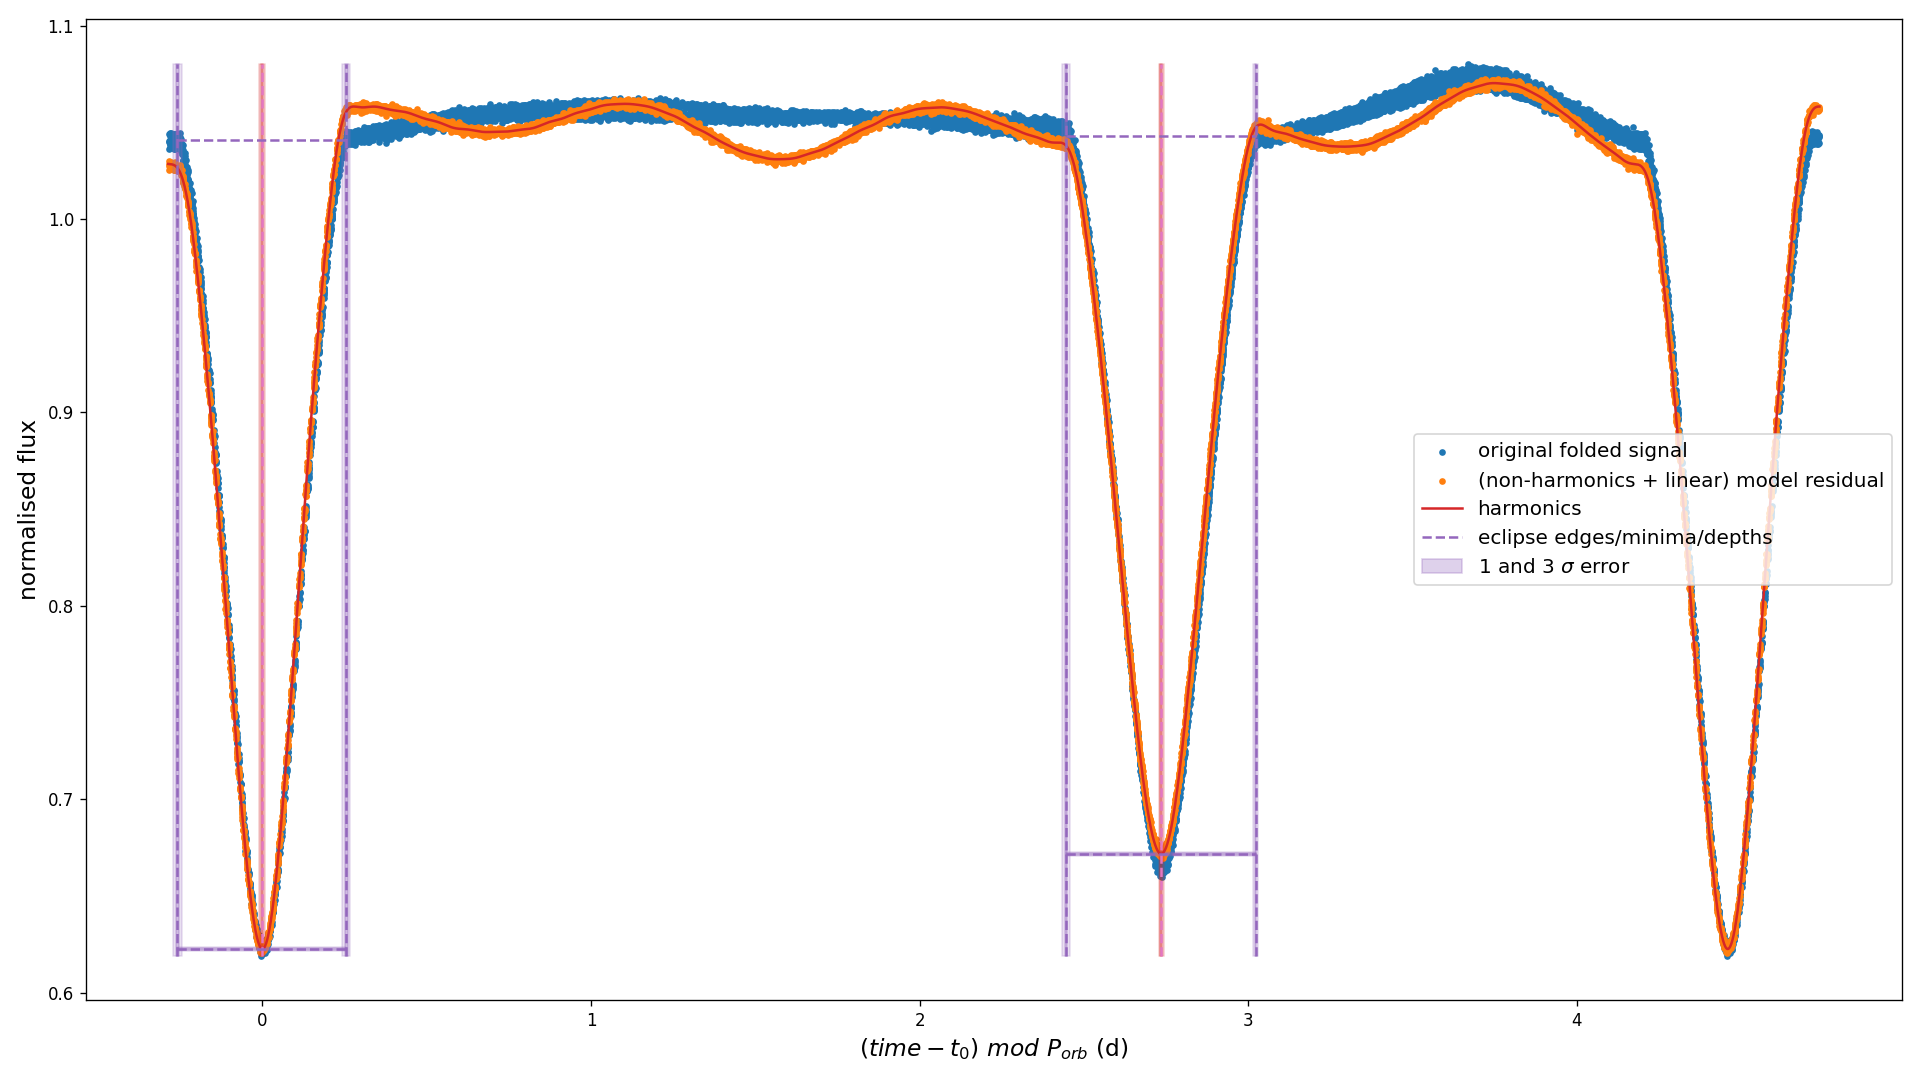 1.1
1.0
0.9
0.8
0.7
0.6
normalised flux
original folded signal
(non-harmonics + linear) model residual
harmonics
eclipse edges/minima/depths
1 and 3 σ error
0 1 2 3 4
(time − t₀) mod P_orb (d)